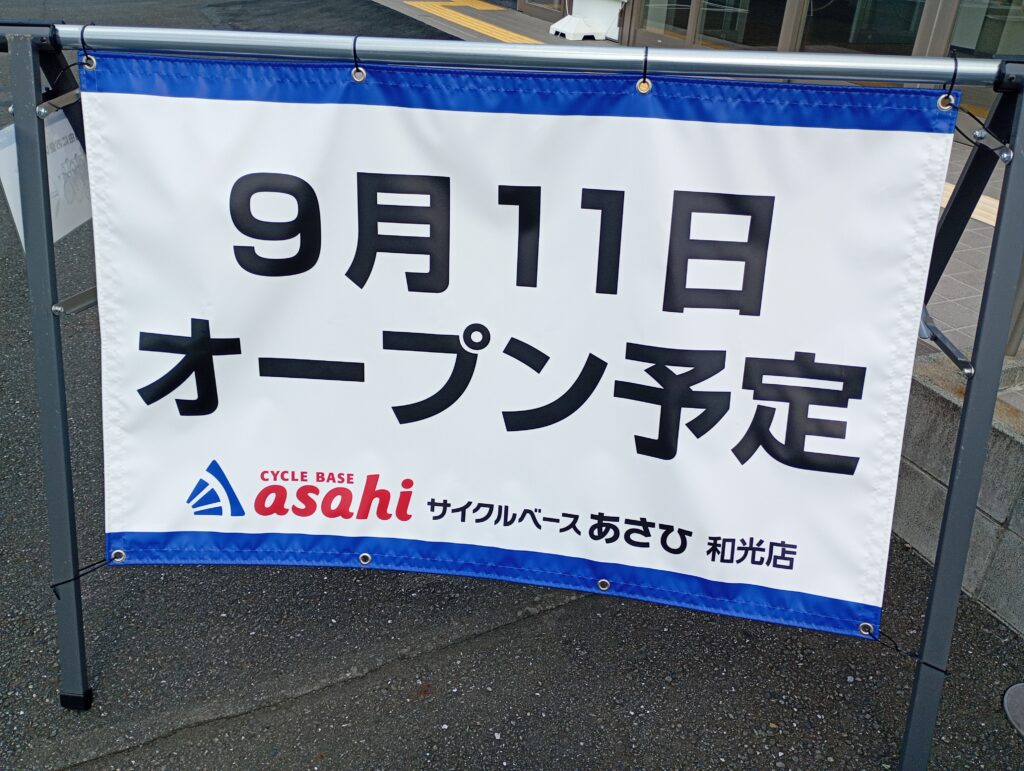 9月11日
オープン予定
CYCLE BASE
asahi サイクルベース あさひ 和光店